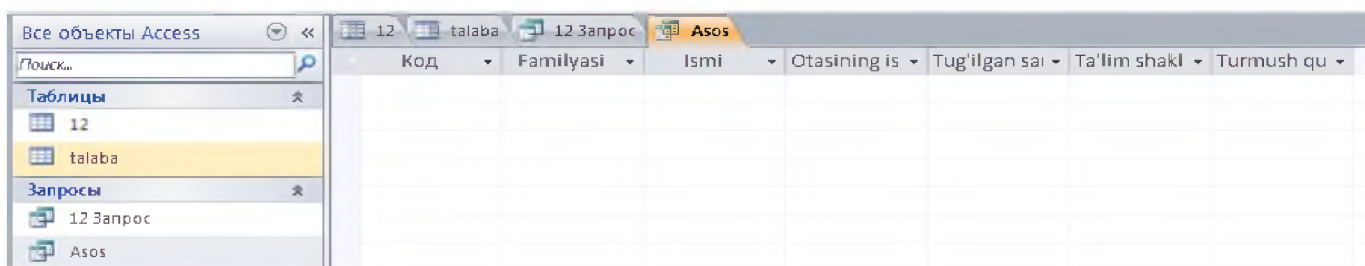 Все объекты Access «
Поиск...
Таблицы
12
talaba
Запросы
12 Запрос
Asos
12 talaba 12 Запрос Asos
Код Familyasi Ismi Otasining is Tug'ilgan sai Ta'lim shakl Turmush qu